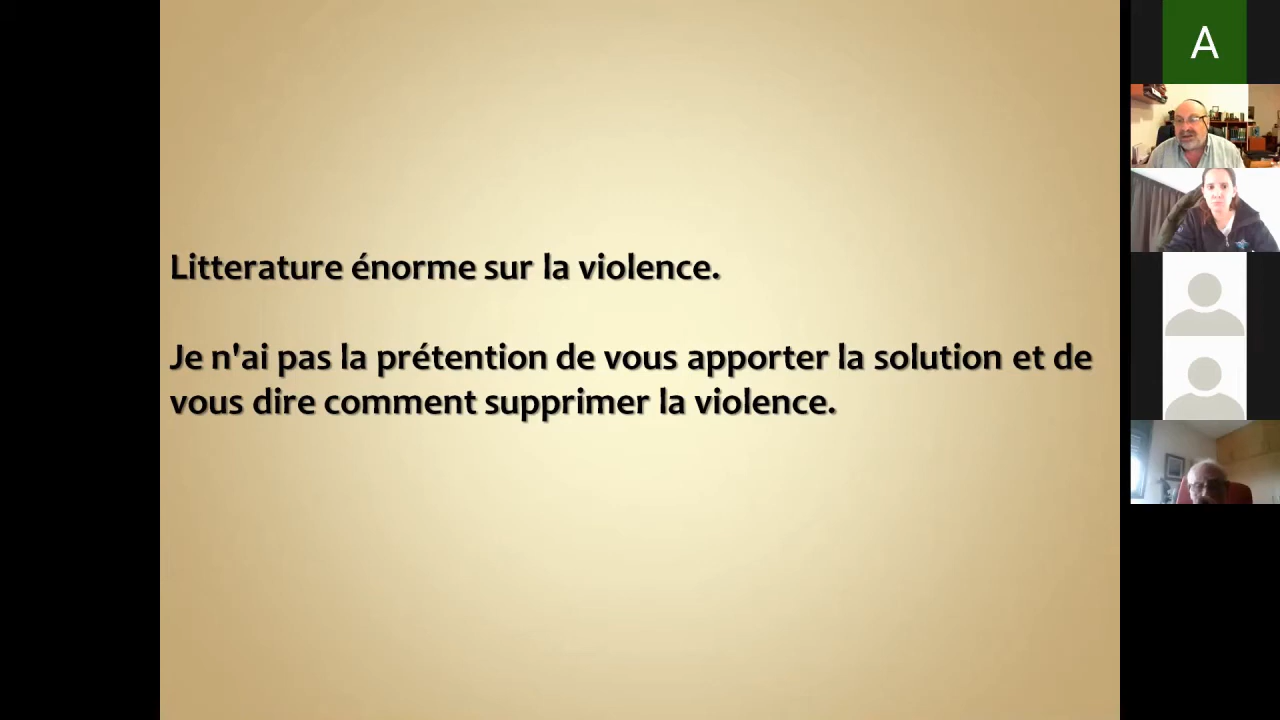 Litterature énorme sur la violence.
Je n'ai pas la prétention de vous apporter la solution et de
vous dire comment supprimer la violence.
A